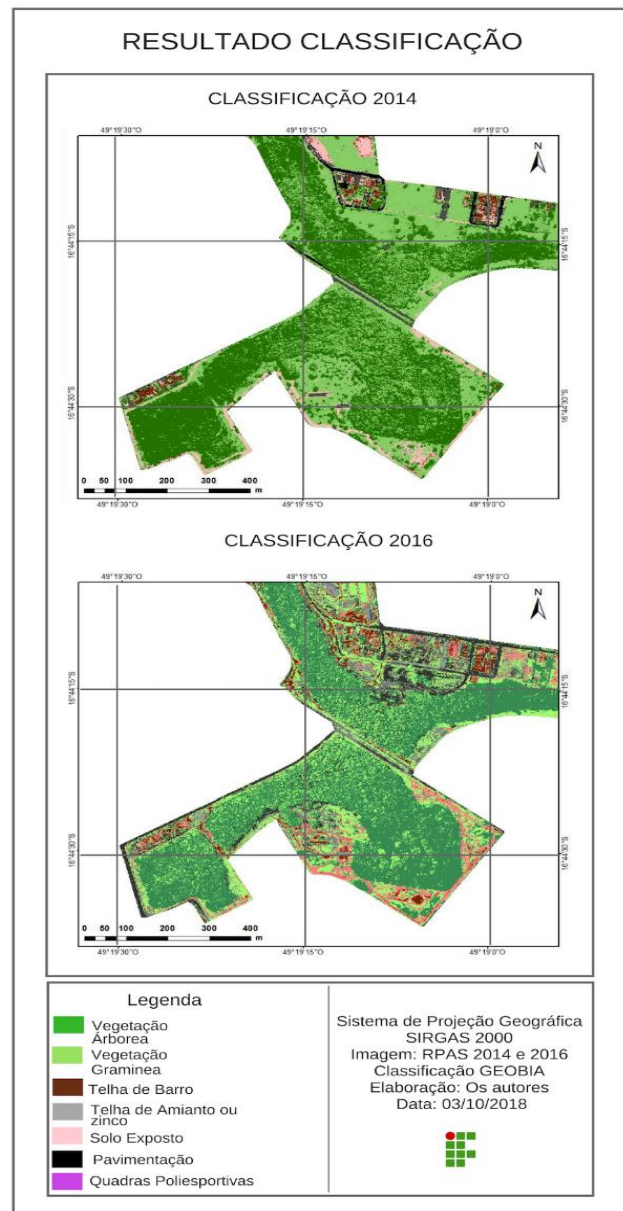 RESULTADO CLASSIFICAÇÃO
CLASSIFICAÇÃO 2014
49°19'30"O 49°19'15"O 49°19'0"O
N
16°44'15"S 16°44'15"S
16°44'30"S 16°44'30"S
0 50 100 200 300 400
m
49°19'30"O 49°19'15"O 49°19'0"O
CLASSIFICAÇÃO 2016
49°19'30"O 49°19'15"O 49°19'0"O
N
16°44'15"S 16°44'15"S
16°44'30"S 16°44'30"S
0 50 100 200 300 400
m
49°19'30"O 49°19'15"O 49°19'0"O
Legenda
Vegetação
Árborea
Vegetação
Graminea
Telha de Barro
Telha de Amianto ou
zinco
Solo Exposto
Pavimentação
Quadras Poliesportivas
Sistema de Projeção Geográfica
SIRGAS 2000
Imagem: RPAS 2014 e 2016
Classificação GEOBIA
Elaboração: Os autores
Data: 03/10/2018